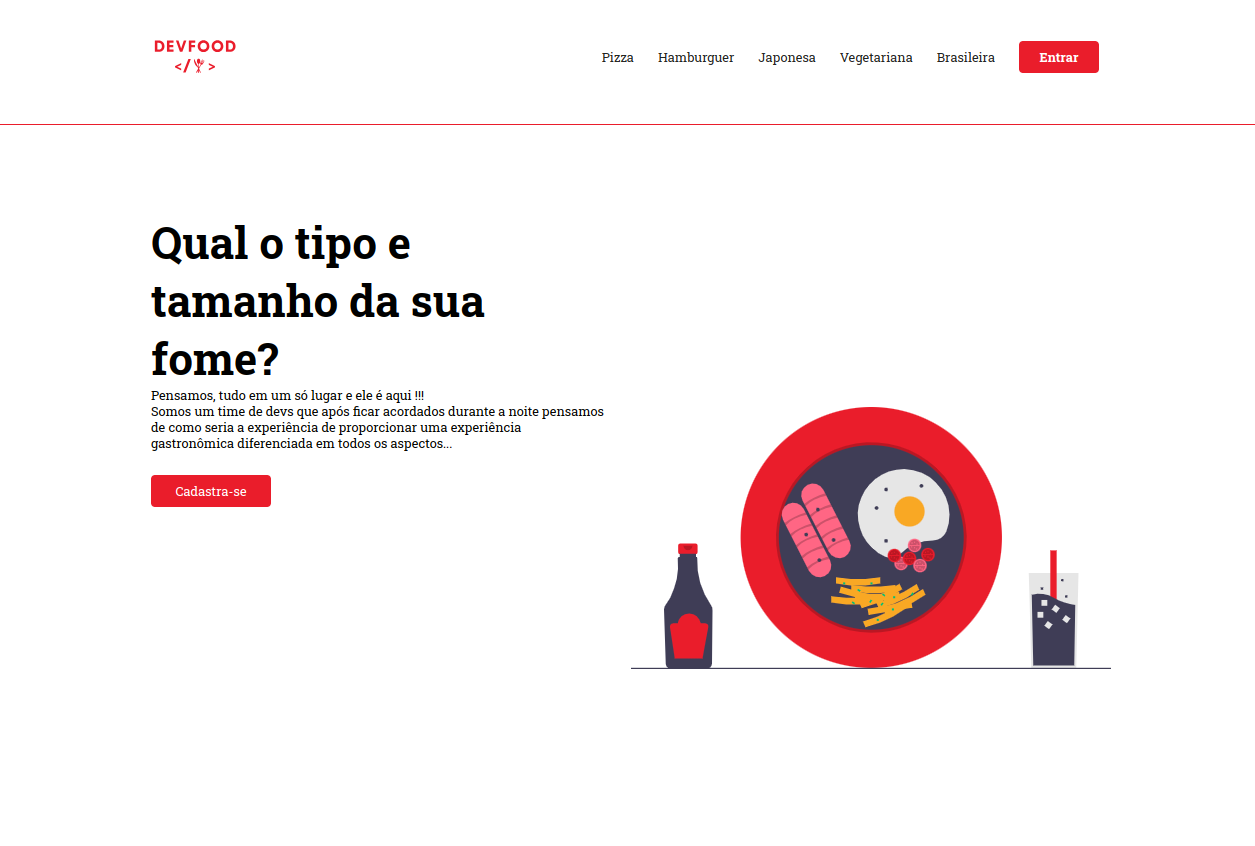 DEVFOOD
</>
Pizza Hamburguer Japonesa Vegetariana Brasileira Entrar
Qual o tipo e
tamanho da sua
fome?
Pensamos, tudo em um só lugar e ele é aqui !!!
Somos um time de devs que após ficar acordados durante a noite pensamos
de como seria a experiência de proporcionar uma experiência
gastronômica diferenciada em todos os aspectos...
Cadastra-se